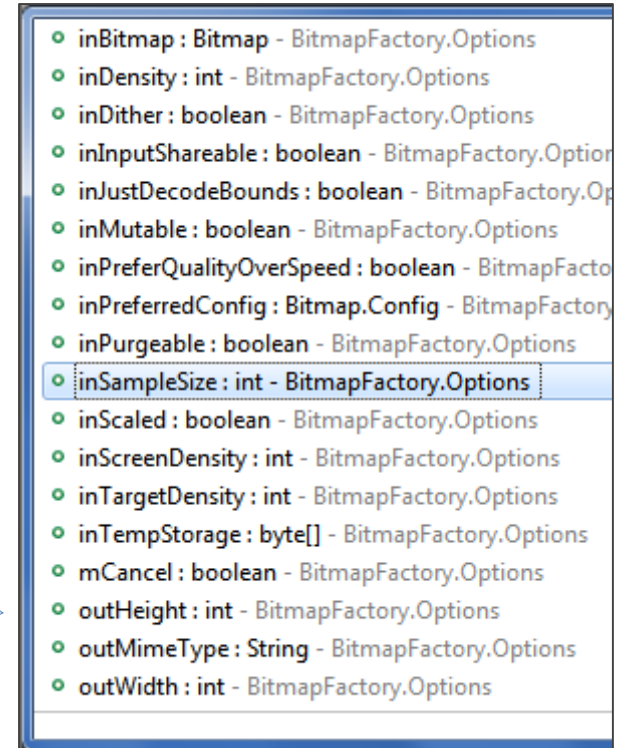 inBitmap : Bitmap - BitmapFactory.Options
inDensity : int - BitmapFactory.Options
inDither : boolean - BitmapFactory.Options
inInputShareable : boolean - BitmapFactory.Option
inJustDecodeBounds : boolean - BitmapFactory.Op
inMutable : boolean - BitmapFactory.Options
inPreferQualityOverSpeed : boolean - BitmapFacto
inPreferredConfig : Bitmap.Config - BitmapFactory
inPurgeable : boolean - BitmapFactory.Options
inSampleSize : int - BitmapFactory.Options
inScaled : boolean - BitmapFactory.Options
inScreenDensity : int - BitmapFactory.Options
inTargetDensity : int - BitmapFactory.Options
inTempStorage : byte[] - BitmapFactory.Options
mCancel : boolean - BitmapFactory.Options
outHeight : int - BitmapFactory.Options
outMimeType : String - BitmapFactory.Options
outWidth : int - BitmapFactory.Options